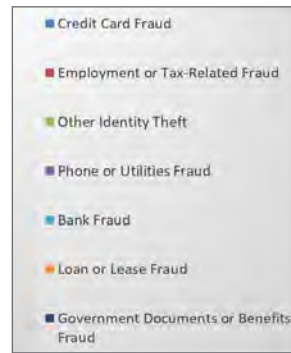 Credit Card Fraud
Employment or Tax-Related Fraud
Other Identity Theft
Phone or Utilities Fraud
Bank Fraud
Loan or Lease Fraud
Government Documents or Benefits
Fraud